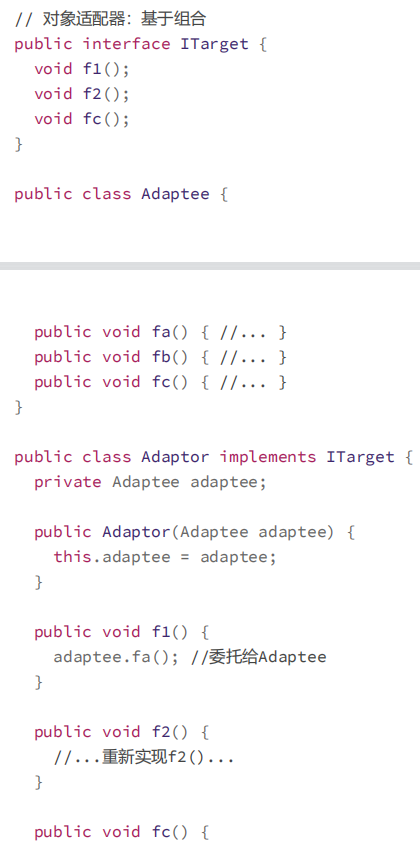 // 对象适配器：基于组合
public interface ITarget {
  void f1();
  void f2();
  void fc();
}
public class Adaptee {
  public void fa() { //... }
  public void fb() { //... }
  public void fc() { //... }
}
public class Adaptor implements ITarget {
  private Adaptee adaptee;
  public Adaptor(Adaptee adaptee) {
    this.adaptee = adaptee;
  }
  public void f1() {
    adaptee.fa(); //委托给Adaptee
  }
  public void f2() {
    //...重新实现f2()...
  }
  public void fc() {